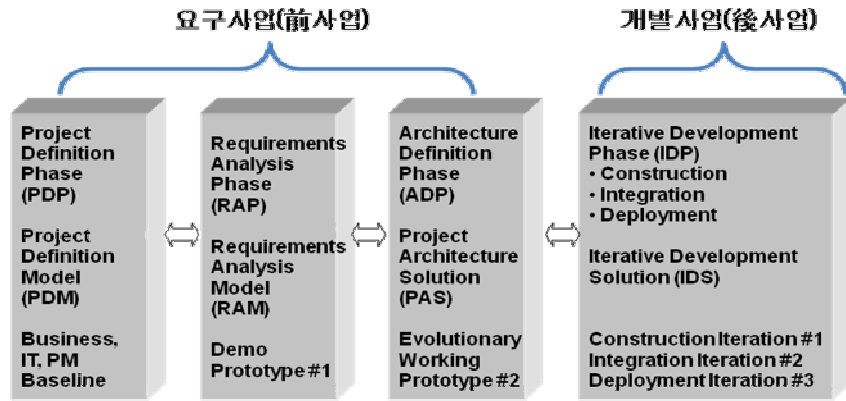 요구사업(前사업)
개발사업(後사업)
Project
Definition
Phase
(PDP)
Project
Definition
Model
(PDM)
Business,
IT, PM
Baseline
Requirements
Analysis
Phase
(RAP)
Requirements
Analysis
Model
(RAM)
Demo
Prototype #1
Architecture
Definition
Phase
(ADP)
Project
Architecture
Solution
(PAS)
Evolutionary
Working
Prototype #2
Iterative Development
Phase (IDP)
• Construction
• Integration
• Deployment
Iterative Development
Solution (IDS)
Construction Iteration #1
Integration Iteration #2
Deployment Iteration #3